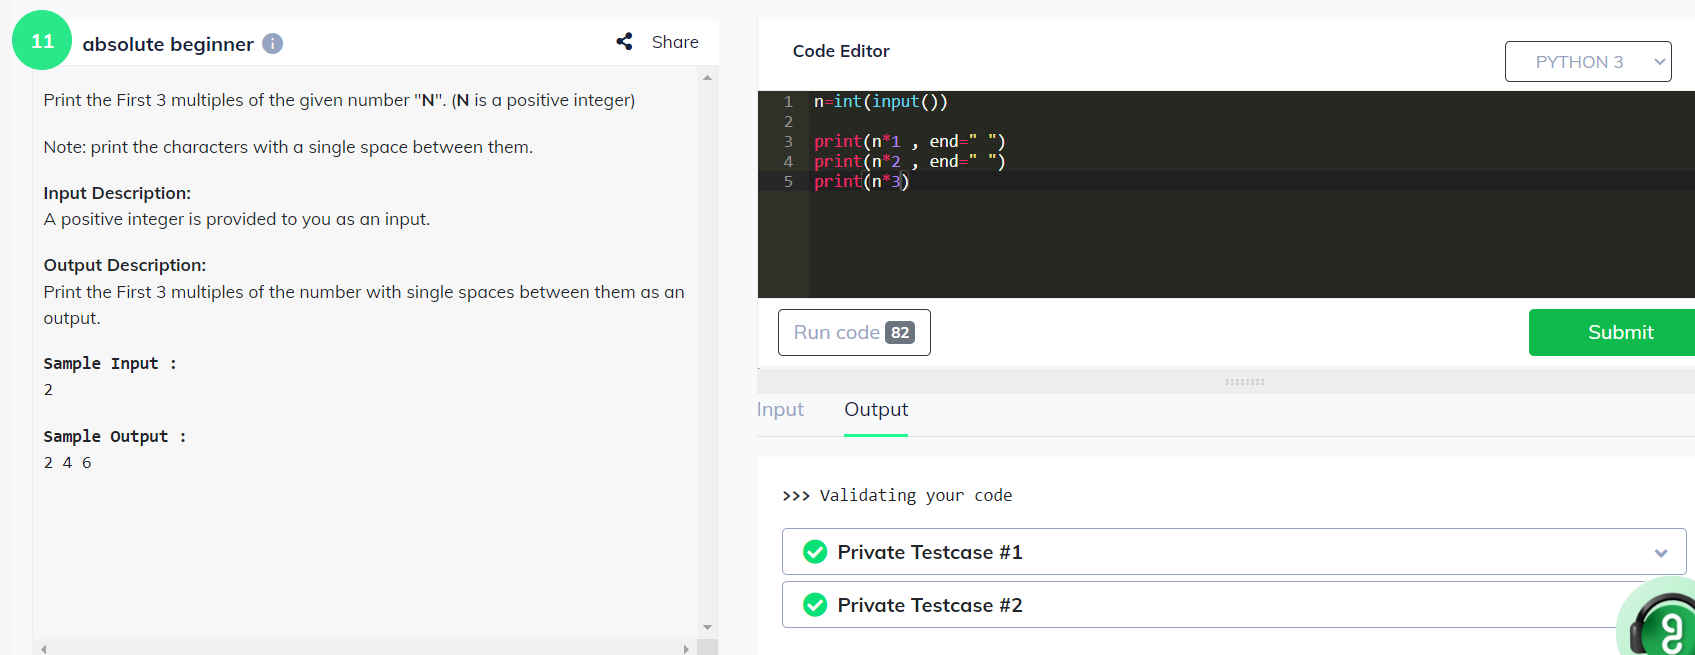 11
absolute beginner i
Share
Print the First 3 multiples of the given number "N". (N is a positive integer)
Note: print the characters with a single space between them.
Input Description:
A positive integer is provided to you as an input.
Output Description:
Print the First 3 multiples of the number with single spaces between them as an
output.
Sample Input :
2
Sample Output :
2 4 6
Code Editor
PYTHON 3
1 n=int(input())
2
3 print(n*1 , end=" ")
4 print(n*2 , end=" ")
5 print(n*3)
Run code 82
Submit
Input Output
>>> Validating your code
Private Testcase #1
Private Testcase #2